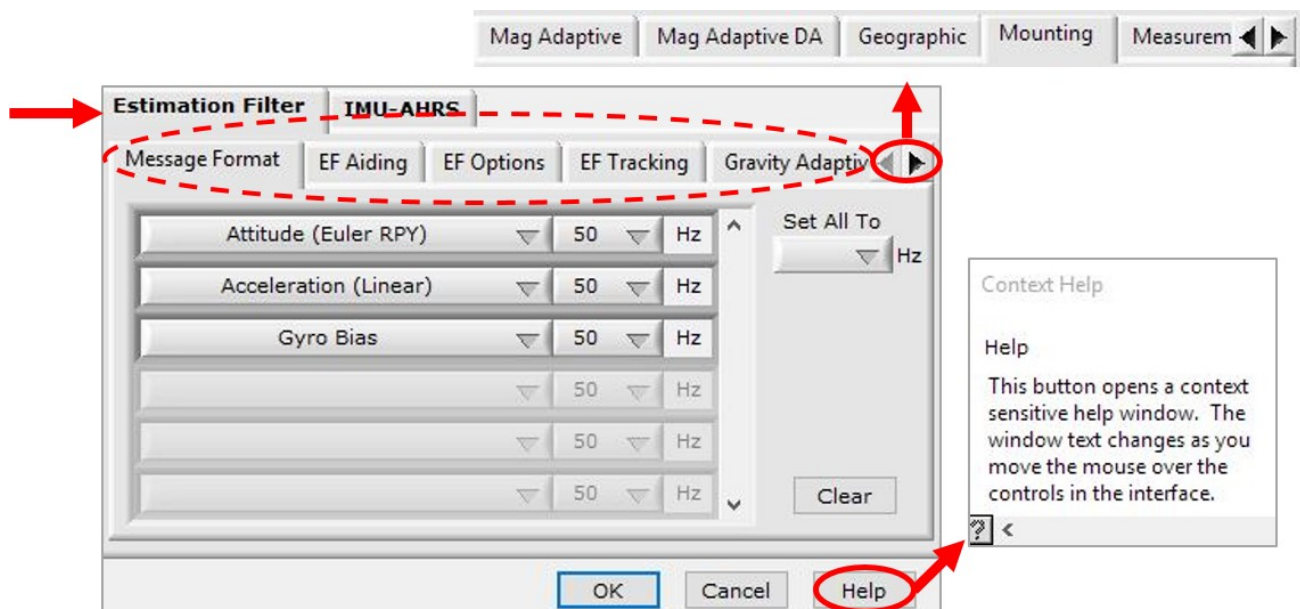 Mag Adaptive Mag Adaptive DA Geographic Mounting Measurem
Estimation Filter IMU-AHRS
Message Format EF Aiding EF Options EF Tracking Gravity Adaptiv
Attitude (Euler RPY) 50 Hz
Set All To
Hz
Acceleration (Linear) 50 Hz
Gyro Bias 50 Hz
50 Hz
50 Hz
50 Hz
Clear
OK Cancel Help
Context Help
Help
This button opens a context
sensitive help window. The
window text changes as you
move the mouse over the
controls in the interface.
?